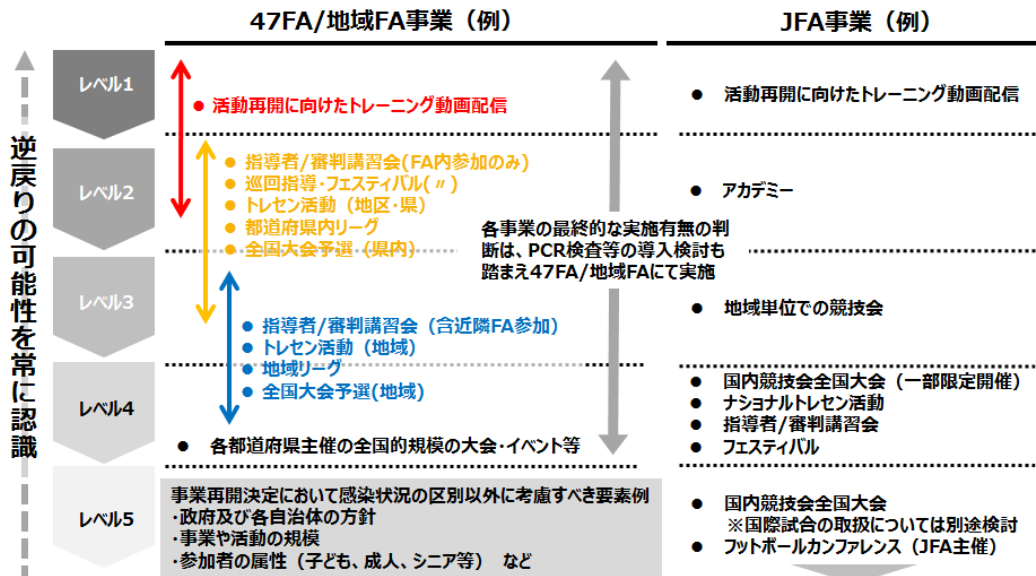 47FA/地域FA事業（例）
JFA事業（例）
逆戻りの可能性を常に認識
レベル1
● 活動再開に向けたトレーニング動画配信
● 活動再開に向けたトレーニング動画配信
レベル2
● 指導者/審判講習会(FA内参加のみ)
● 巡回指導・フェスティバル(〃)
● トレセン活動（地区・県）
● 都道府県内リーグ
● 全国大会予選（県内）
● アカデミー
各事業の最終的な実施有無の判
断は、PCR検査等の導入検討も
踏まえ47FA/地域FAにて実施
レベル3
● 指導者/審判講習会（含近隣FA参加）
● トレセン活動（地域）
● 地域リーグ
● 全国大会予選(地域)
● 地域単位での競技会
レベル4
● 各都道府県主催の全国的規模の大会・イベント等
● 国内競技会全国大会（一部限定開催）
● ナショナルトレセン活動
● 指導者/審判講習会
● フェスティバル
レベル5
事業再開決定において感染状況の区別以外に考慮すべき要素例
・政府及び各自治体の方針
・事業や活動の規模
・参加者の属性（子ども、成人、シニア等） など
● 国内競技会全国大会
※国際試合の取扱については別途検討
● フットボールカンファレンス（JFA主催）